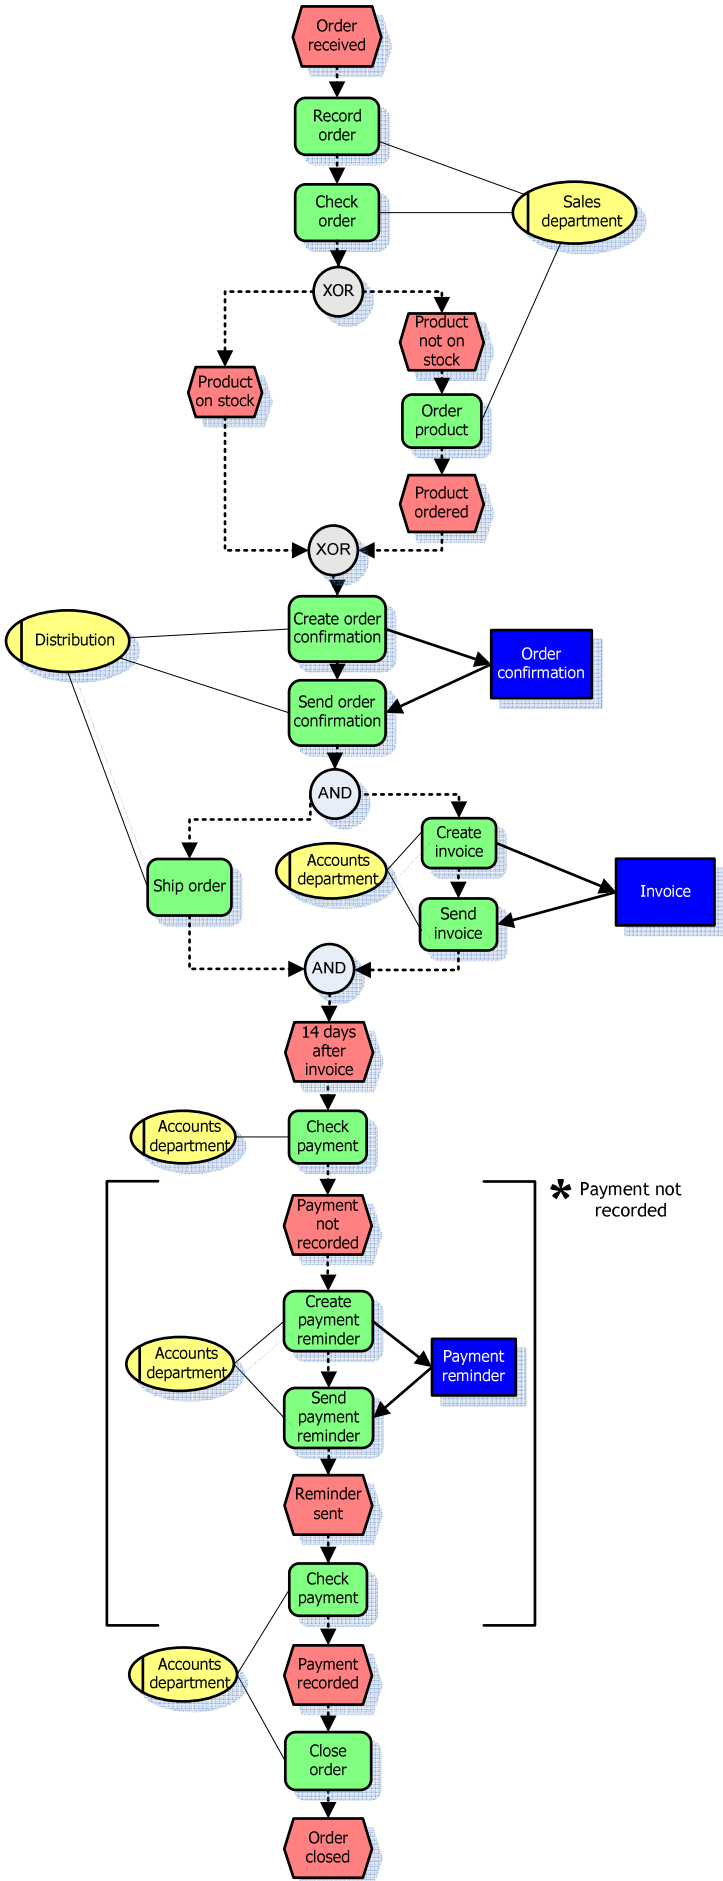 Order
received
Record
order
Check
order
Sales
department
XOR
Product
not on
stock
Product
on stock
Order
product
Product
ordered
XOR
Create order
confirmation
Distribution
Order
confirmation
Send order
confirmation
AND
Create
invoice
Accounts
department
Ship order
Invoice
Send
invoice
AND
14 days
after
invoice
Accounts
department
Check
payment
* Payment not
recorded
Payment
not
recorded
Create
payment
reminder
Accounts
department
Payment
reminder
Send
payment
reminder
Reminder
sent
Check
payment
Accounts
department
Payment
recorded
Close
order
Order
closed